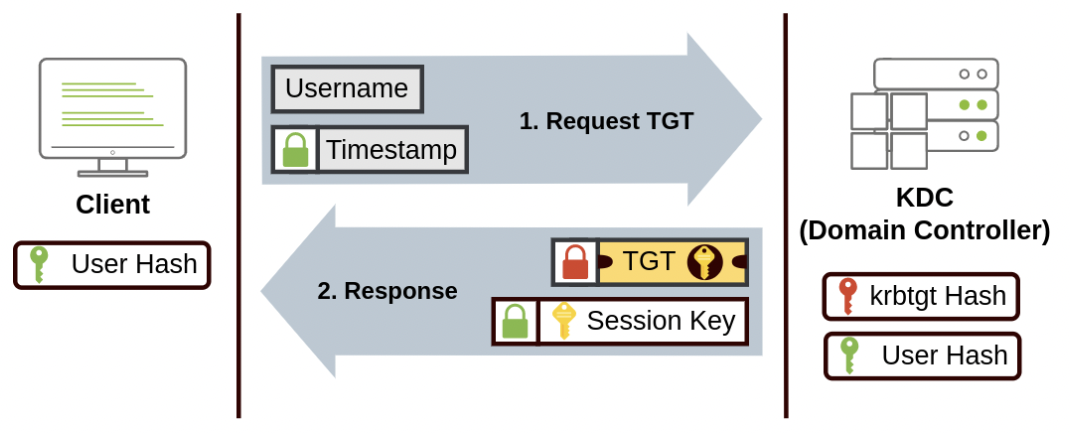 Username
1. Request TGT
Timestamp
Client
KDC
(Domain Controller)
User Hash
TGT
2. Response
Session Key
krbtgt Hash
User Hash